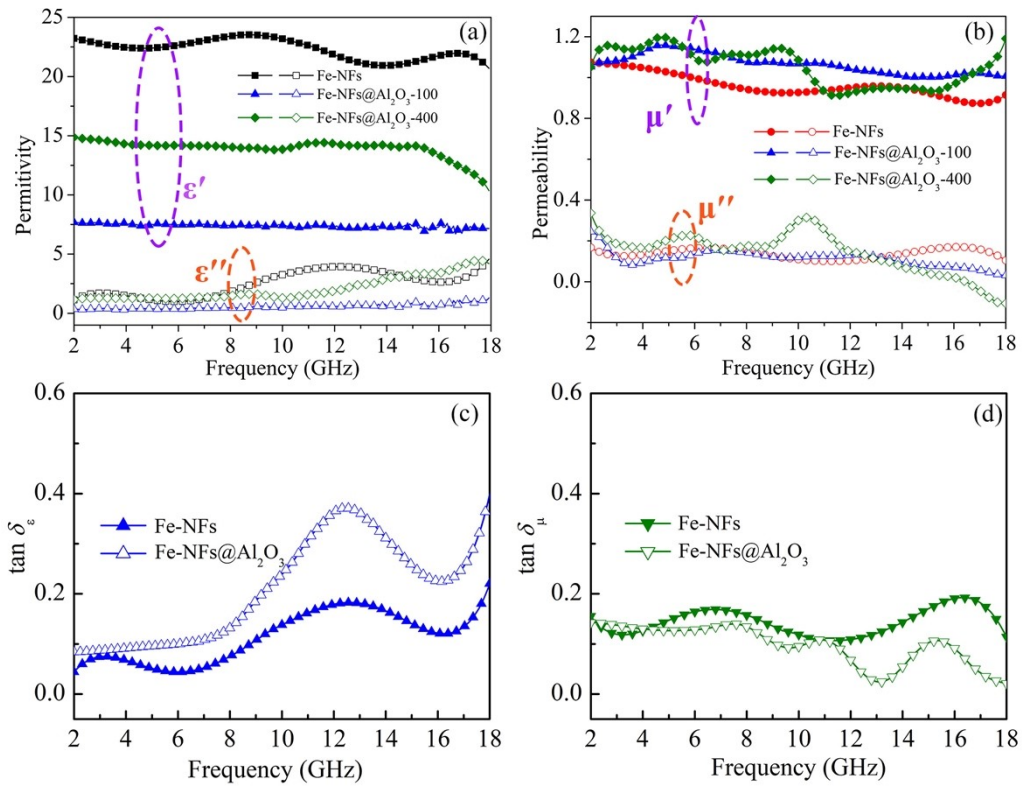 (a)
25
20
15
10
5
0
Permitivity
Fe-NFs
Fe-NFs@Al₂O₃-100
Fe-NFs@Al₂O₃-400
ε′
ε′′
2 4 6 8 10 12 14 16 18
Frequency (GHz)
(b)
1.2
0.9
0.6
0.3
0.0
Permeability
μ′
Fe-NFs
Fe-NFs@Al₂O₃-100
Fe-NFs@Al₂O₃-400
μ′′
2 4 6 8 10 12 14 16 18
Frequency (GHz)
(c)
0.6
0.4
0.2
0.0
tan δε
Fe-NFs
Fe-NFs@Al₂O₃
2 4 6 8 10 12 14 16 18
Frequency (GHz)
(d)
0.6
0.4
0.2
0.0
tan δμ
Fe-NFs
Fe-NFs@Al₂O₃
2 4 6 8 10 12 14 16 18
Frequency (GHz)